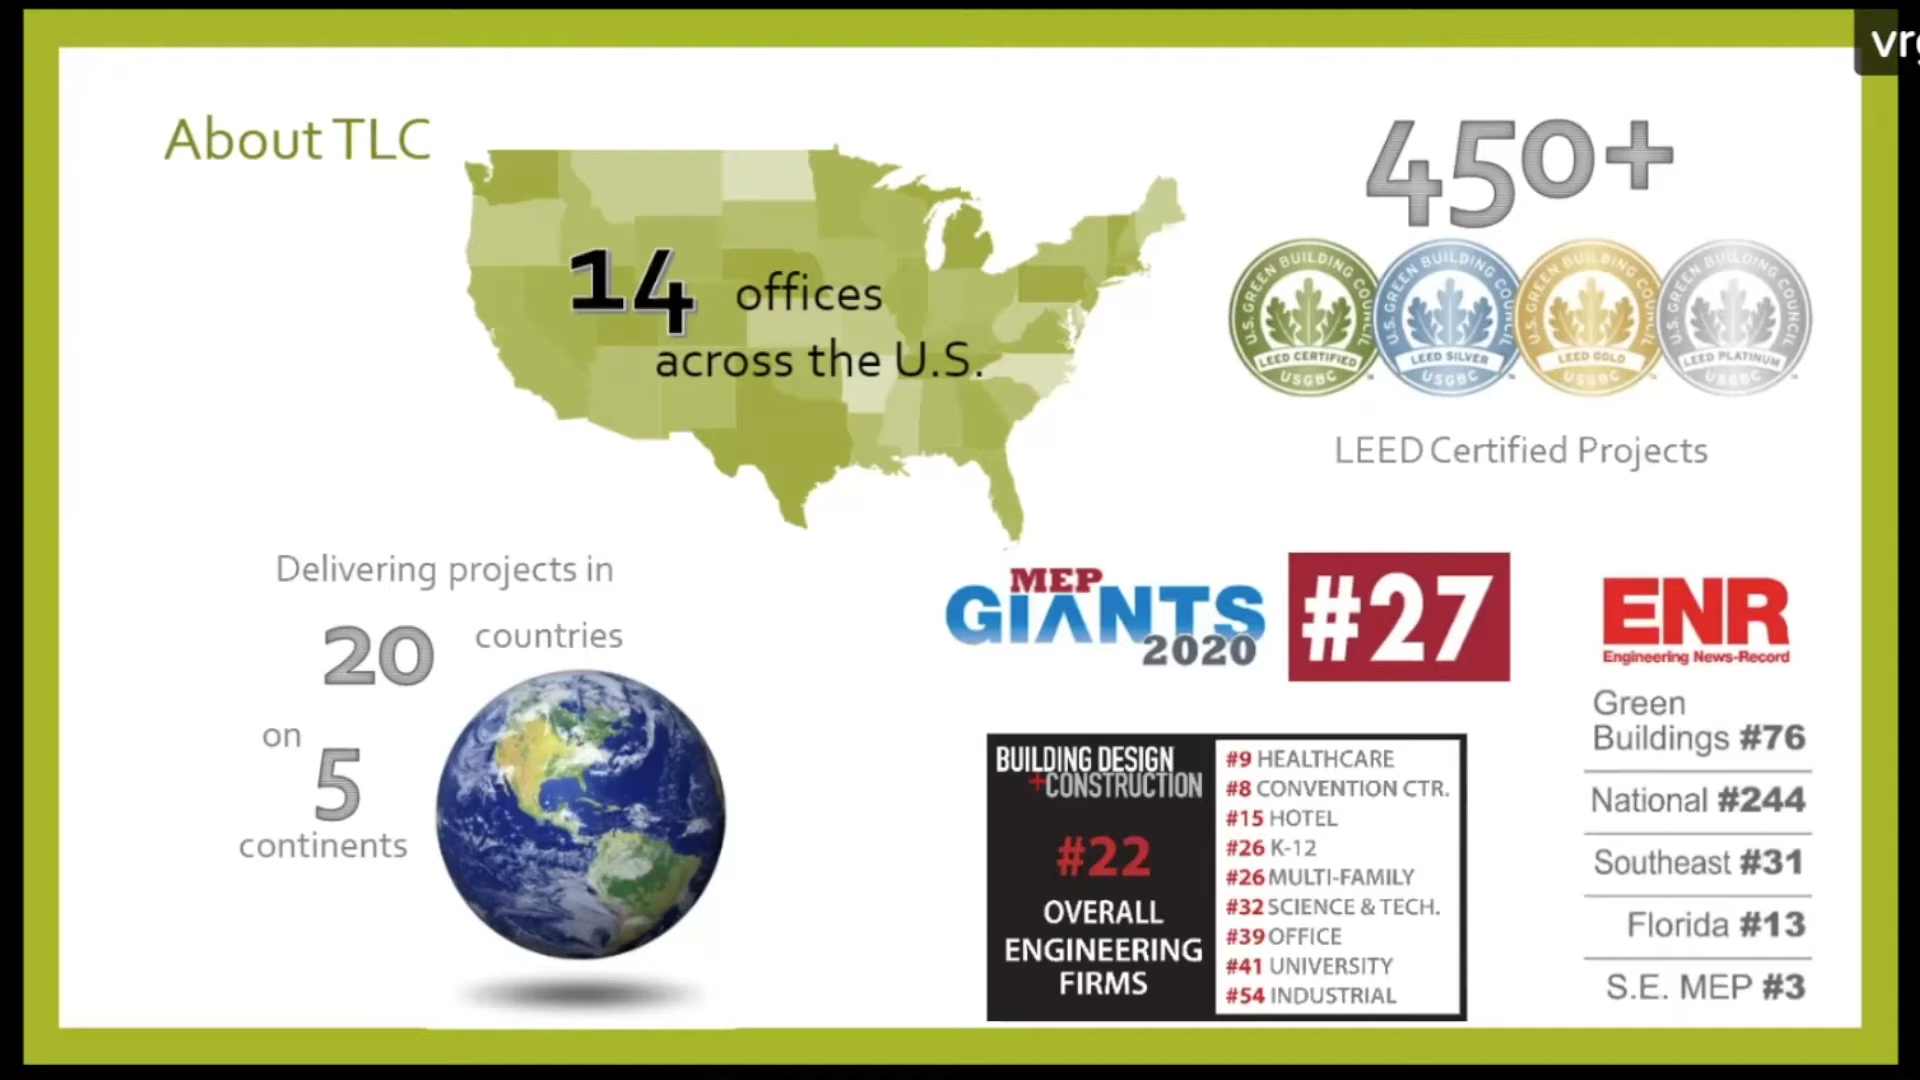 vr
About TLC
14 offices
across the U.S.
450+
U.S. GREEN BUILDING COUNCIL
LEED CERTIFIED
USGBC
U.S. GREEN BUILDING COUNCIL
LEED SILVER
USGBC
U.S. GREEN BUILDING COUNCIL
LEED GOLD
USGBC
U.S. GREEN BUILDING COUNCIL
LEED PLATINUM
USGBC
LEED Certified Projects
Delivering projects in
20 countries
on
5
continents
MEP
GIANTS
2020
#27
BUILDING DESIGN
+CONSTRUCTION
#22
OVERALL
ENGINEERING
FIRMS
#9 HEALTHCARE
#8 CONVENTION CTR.
#15 HOTEL
#26 K-12
#26 MULTI-FAMILY
#32 SCIENCE & TECH.
#39 OFFICE
#41 UNIVERSITY
#54 INDUSTRIAL
ENR
Engineering News-Record
Green
Buildings #76
National #244
Southeast #31
Florida #13
S.E. MEP #3